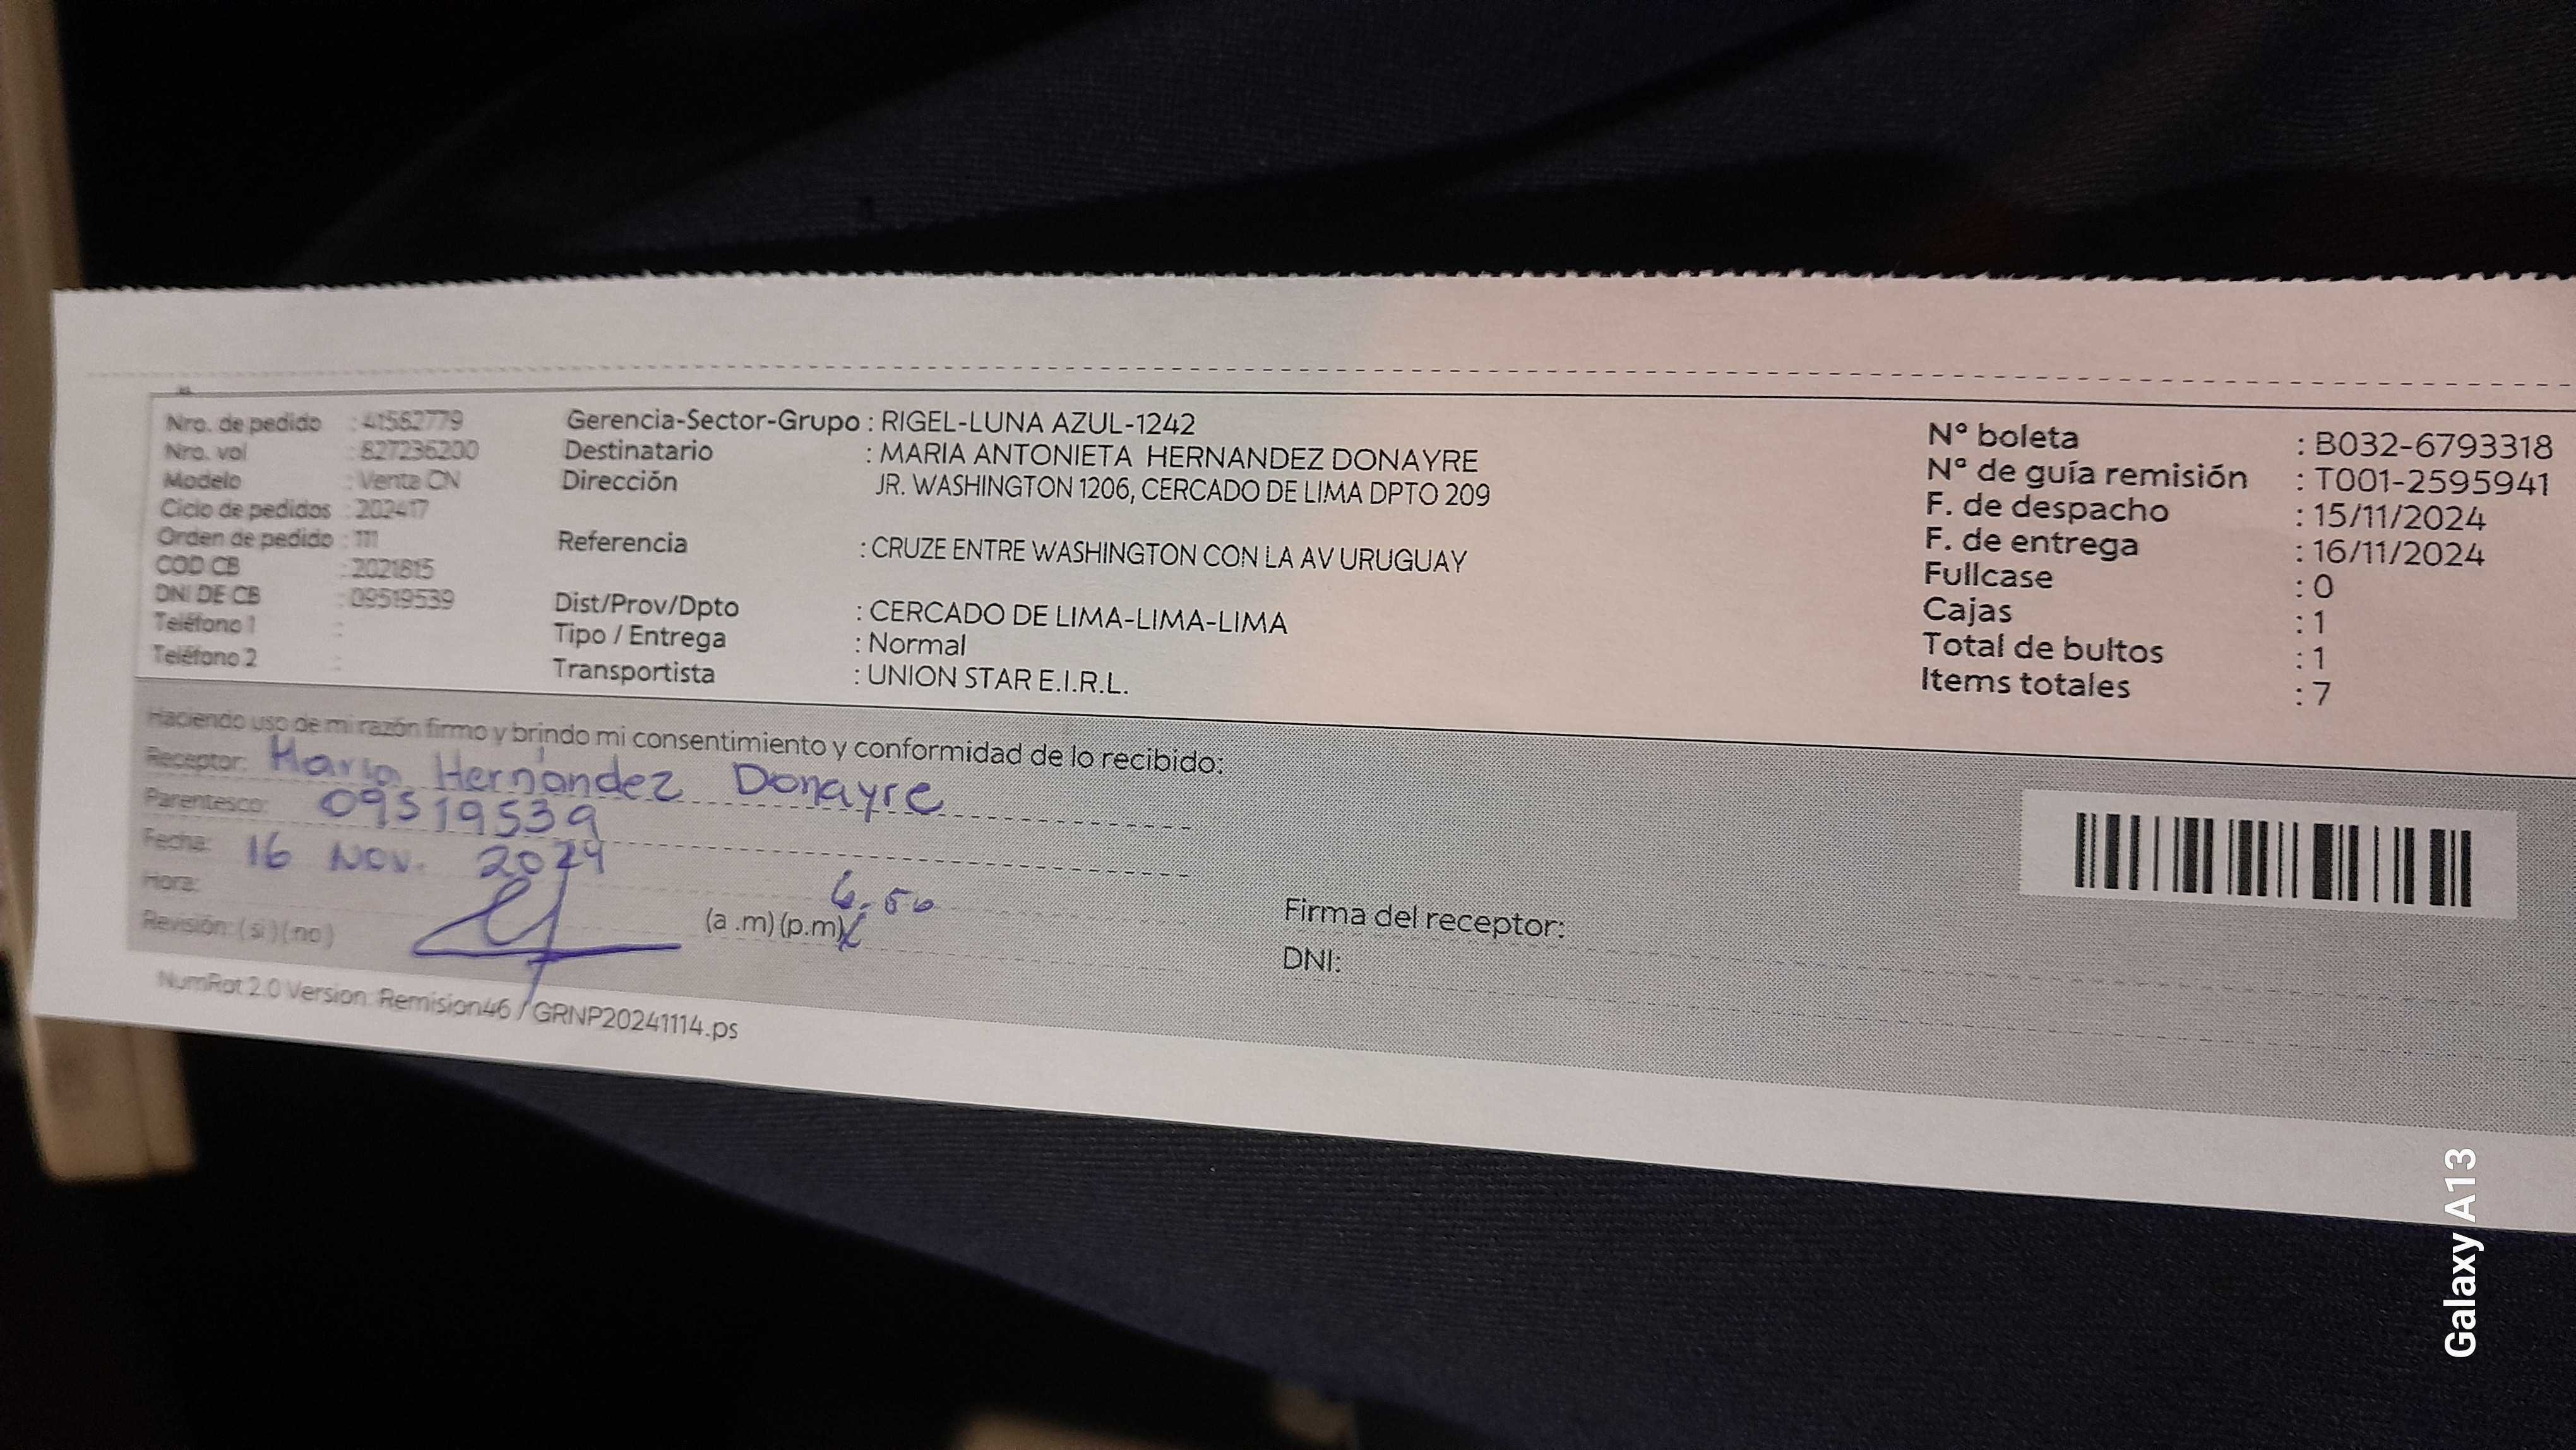 Nro. de pedido : 41562779
Nro. vol : 827236200
Modelo : Venta CN
Ciclo de pedidos : 202417
Orden de pedido : 111
COD CB : 2021815
DNI DE CB : 09519539
Teléfono 1 :
Teléfono 2 :
Gerencia-Sector-Grupo : RIGEL-LUNA AZUL-1242
Destinatario : MARIA ANTONIETA HERNANDEZ DONAYRE
Dirección JR. WASHINGTON 1206, CERCADO DE LIMA DPTO 209
Referencia : CRUZE ENTRE WASHINGTON CON LA AV URUGUAY
Dist/Prov/Dpto : CERCADO DE LIMA-LIMA-LIMA
Tipo / Entrega : Normal
Transportista : UNION STAR E.I.R.L.
N° boleta : B032-6793318
N° de guía remisión : T001-2595941
F. de despacho : 15/11/2024
F. de entrega : 16/11/2024
Fullcase : 0
Cajas : 1
Total de bultos : 1
Items totales : 7
Haciendo uso de mi razón firmo y brindo mi consentimiento y conformidad de lo recibido:
Receptor: Maria Hernández Donayre
Parentesco: 09519539
Fecha: 16 Nov. 2024
Hora: 6.50
(a .m) (p.m)
Revisión: ( si ) ( no )
Firma del receptor:
DNI:
NumRot 2.0 Version: Remision46 / GRNP20241114.ps
Galaxy A13